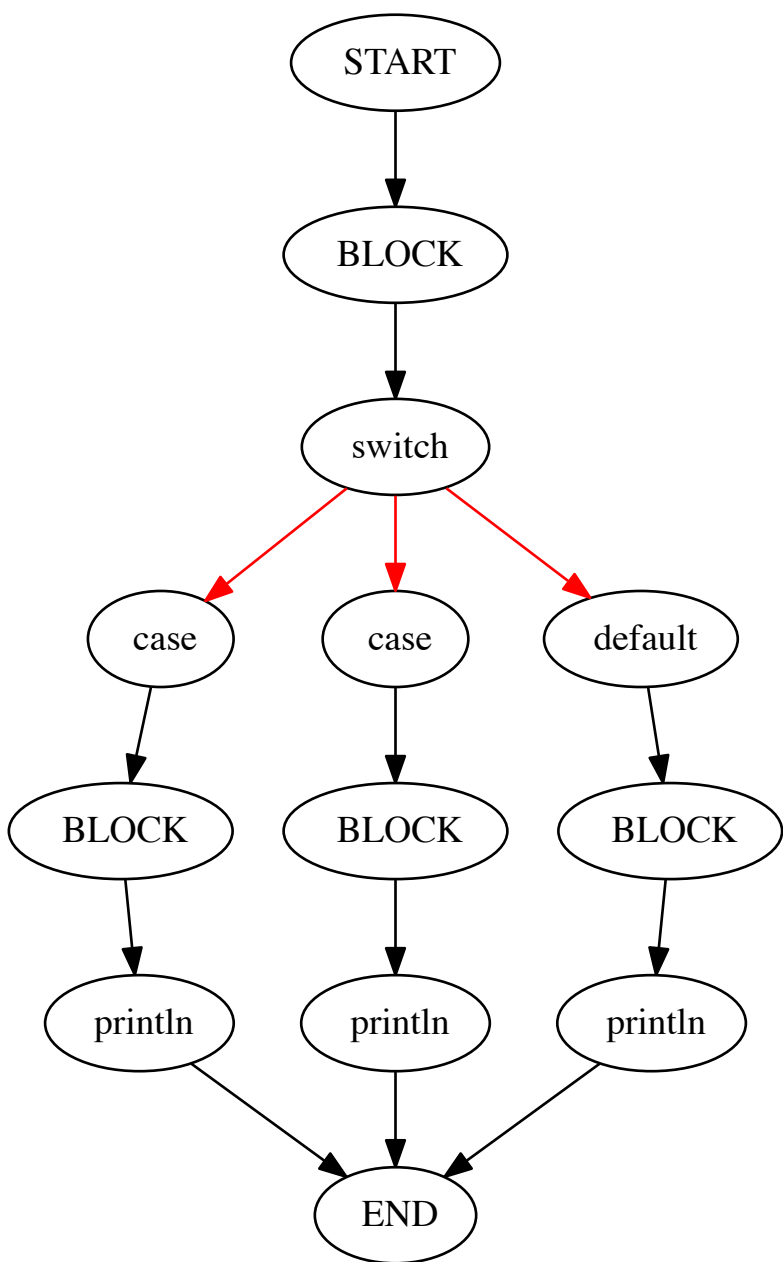 START
BLOCK
switch
case
case
default
BLOCK
BLOCK
BLOCK
println
println
println
END